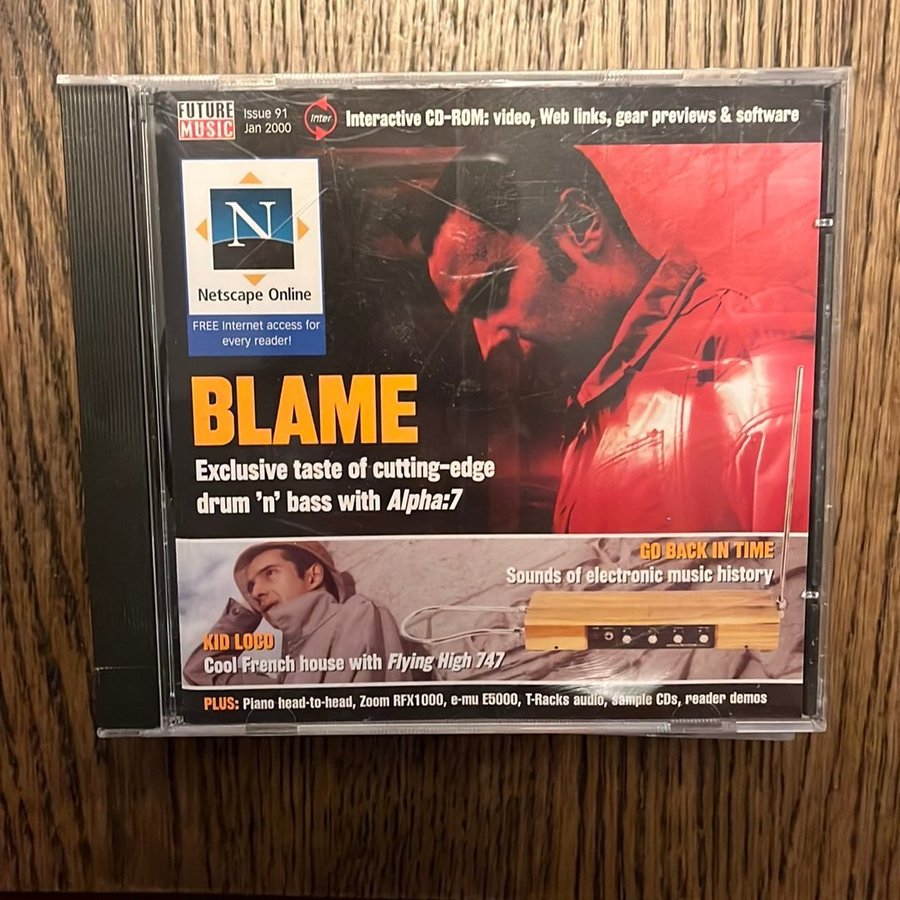 FUTURE
MUSIC
Issue 91
Jan 2000
Inter
Interactive CD-ROM: video, Web links, gear previews & software
N
Netscape Online
FREE Internet access for
every reader!
BLAME
Exclusive taste of cutting-edge
drum 'n' bass with Alpha:7
GO BACK IN TIME
Sounds of electronic music history
KID LOCO
Cool French house with Flying High 747
PLUS: Piano head-to-head, Zoom RFX1000, e-mu E5000, T-Racks audio, sample CDs, reader demos